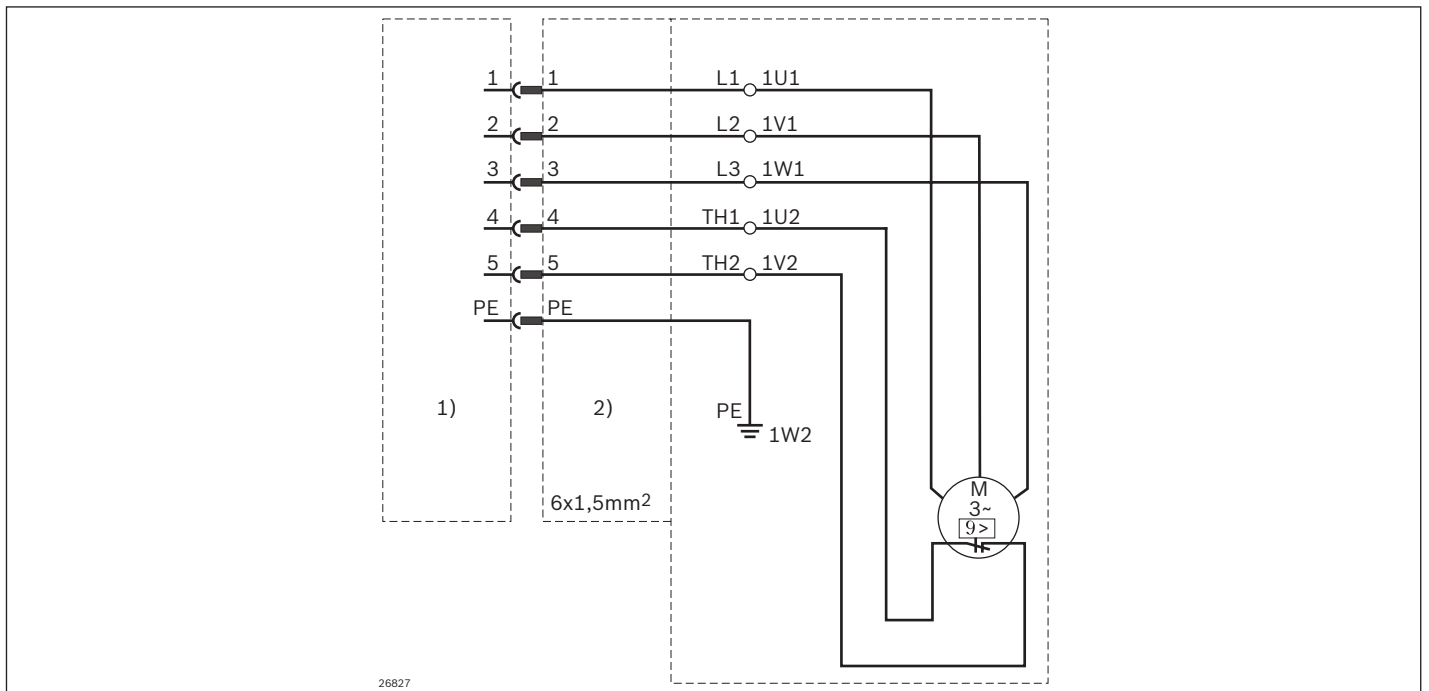 1 1 L1 1U1
2 2 L2 1V1
3 3 L3 1W1
4 4 TH1 1U2
5 5 TH2 1V2
PE PE
1) 2) PE
1W2
6x1,5mm²
M
3~
9>
26827